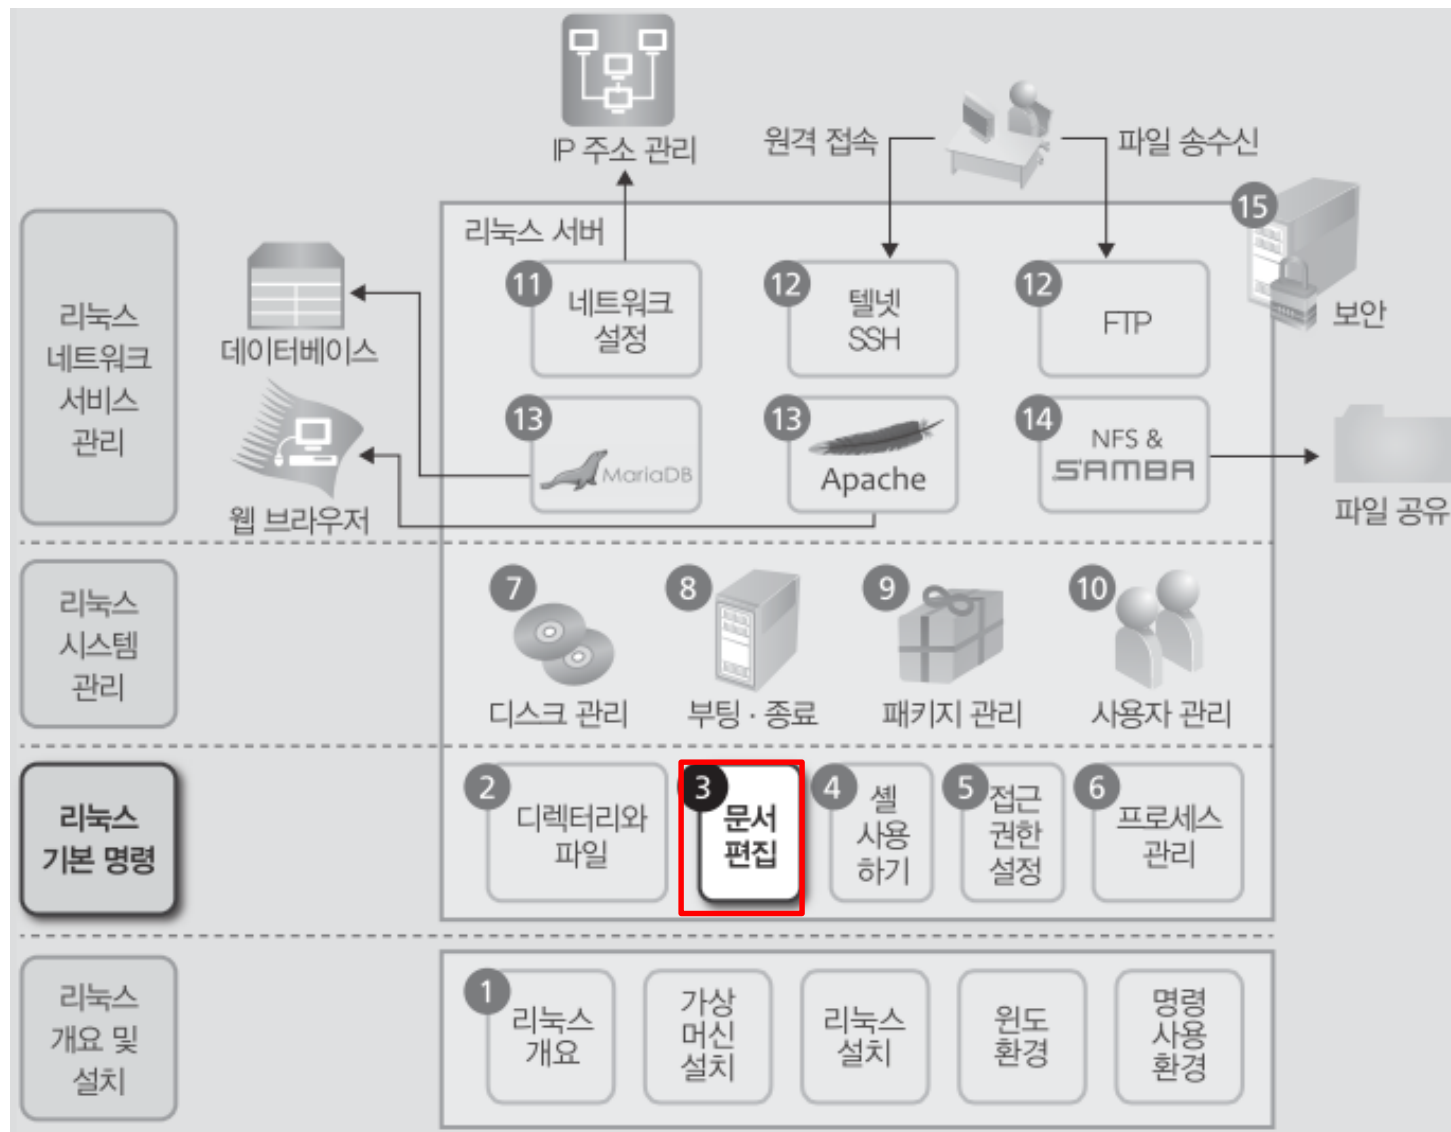 IP 주소 관리
원격 접속
파일 송수신
15
보안
리눅스
네트워크
서비스
관리
데이터베이스
웹 브라우저
리눅스 서버
11
네트워크
설정
12
텔넷
SSH
12
FTP
13
MariaDB
13
Apache
14
NFS &
SAMBA
파일 공유
리눅스
시스템
관리
7
디스크 관리
8
부팅 · 종료
9
패키지 관리
10
사용자 관리
리눅스
기본 명령
2
디렉터리와
파일
3
문서
편집
4
셸
사용
하기
5
접근
권한
설정
6
프로세스
관리
리눅스
개요 및
설치
1
리눅스
개요
가상
머신
설치
리눅스
설치
윈도
환경
명령
사용
환경